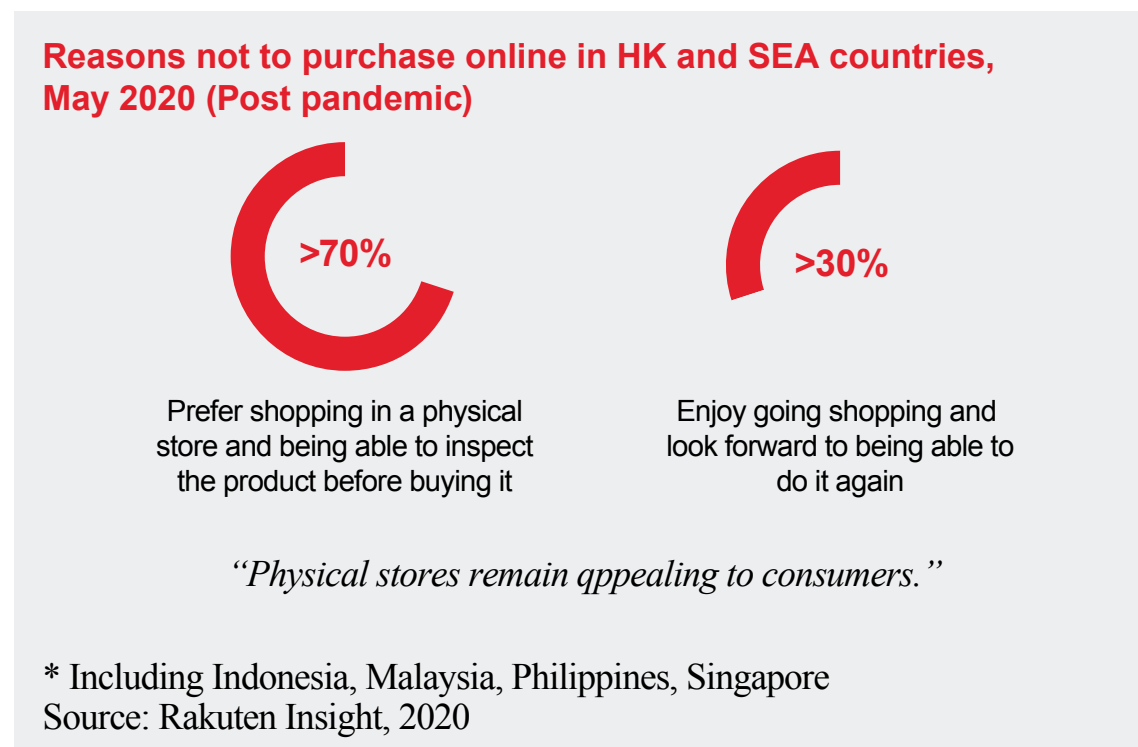 Reasons not to purchase online in HK and SEA countries,
May 2020 (Post pandemic)
>70%
>30%
Prefer shopping in a physical
store and being able to inspect
the product before buying it
Enjoy going shopping and
look forward to being able to
do it again
“Physical stores remain qppealing to consumers.”
* Including Indonesia, Malaysia, Philippines, Singapore
Source: Rakuten Insight, 2020